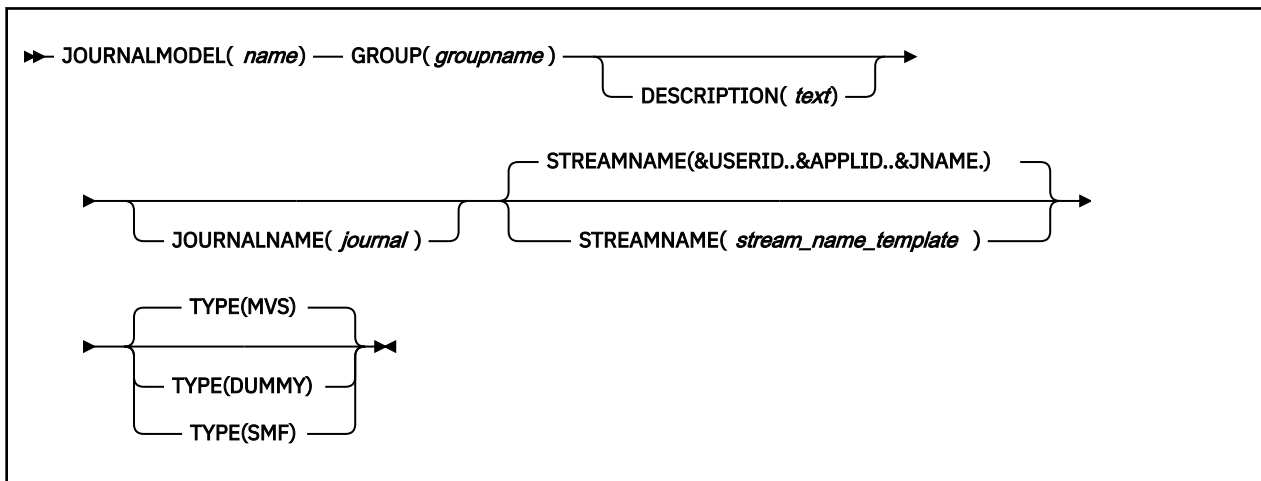 JOURNALMODEL( name) GROUP( groupname )
DESCRIPTION( text)
STREAMNAME(&USERID..&APPLID..&JNAME.)
JOURNALNAME( journal )
STREAMNAME( stream_name_template )
TYPE(MVS)
TYPE(DUMMY)
TYPE(SMF)